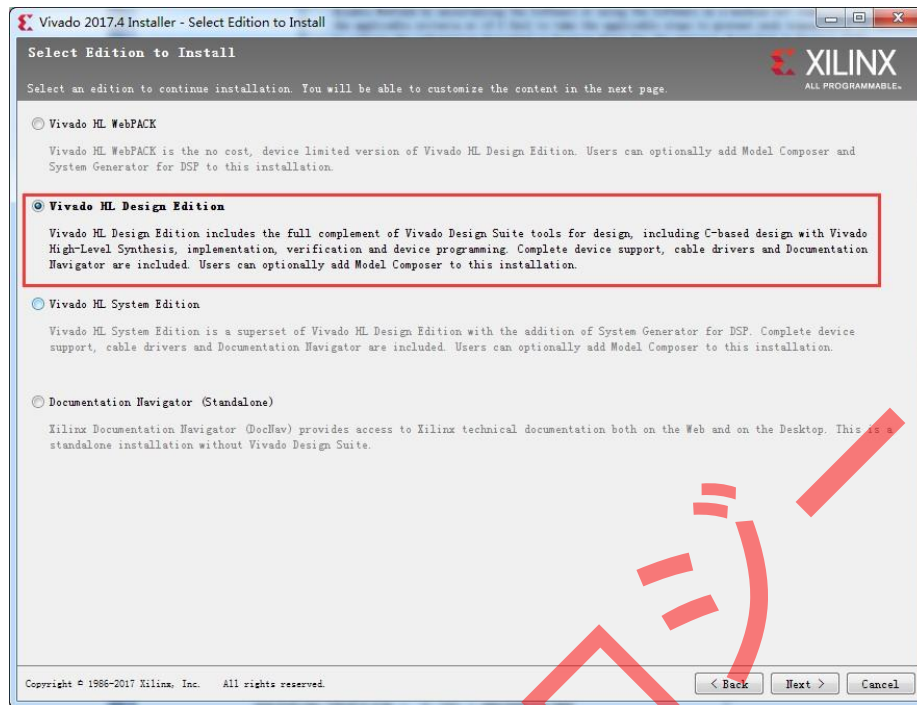 Vivado 2017.4 Installer - Select Edition to Install
Select Edition to Install
XILINX
ALL PROGRAMMABLE.
Select an edition to continue installation. You will be able to customize the content in the next page.
Vivado HL WebPACK
Vivado HL WebPACK is the no cost, device limited version of Vivado HL Design Edition. Users can optionally add Model Composer and
System Generator for DSP to this installation.
Vivado HL Design Edition
Vivado HL Design Edition includes the full complement of Vivado Design Suite tools for design, including C-based design with Vivado
High-Level Synthesis, implementation, verification and device programming. Complete device support, cable drivers and Documentation
Navigator are included. Users can optionally add Model Composer to this installation.
Vivado HL System Edition
Vivado HL System Edition is a superset of Vivado HL Design Edition with the addition of System Generator for DSP. Complete device
support, cable drivers and Documentation Navigator are included. Users can optionally add Model Composer to this installation.
Documentation Navigator (Standalone)
Xilinx Documentation Navigator (DocNav) provides access to Xilinx technical documentation both on the Web and on the Desktop. This is a
standalone installation without Vivado Design Suite.
ページ
Copyright © 1986-2017 Xilinx, Inc. All rights reserved.
< Back
Next >
Cancel